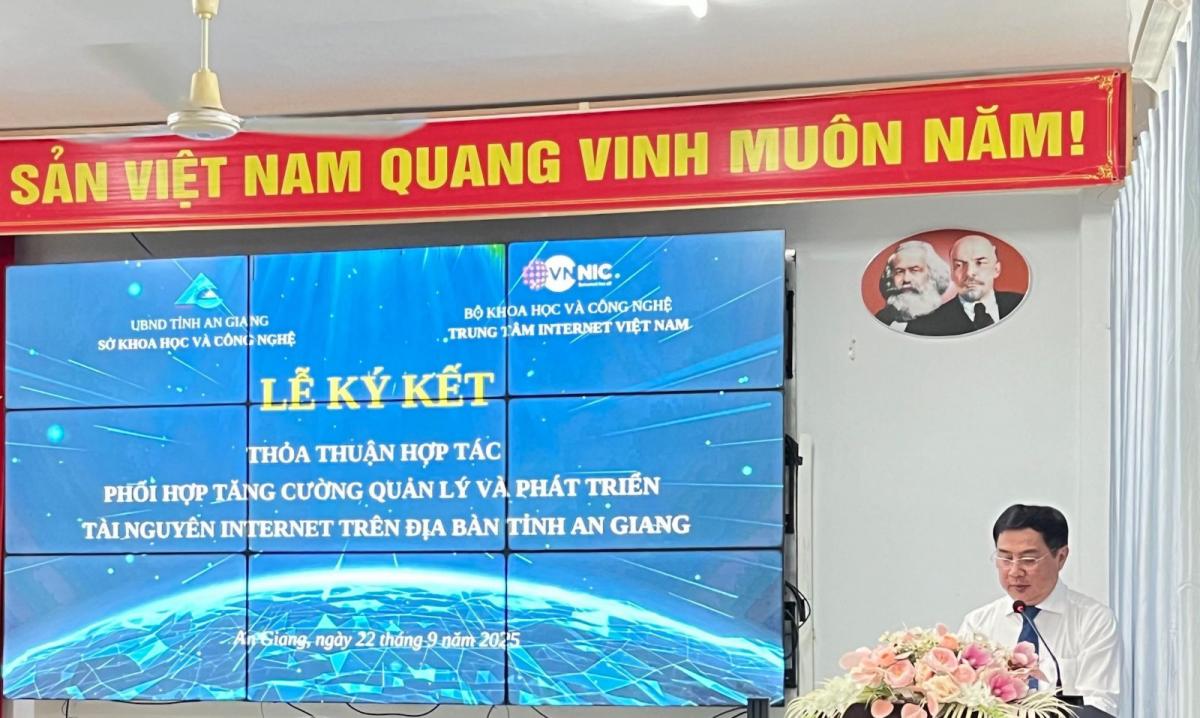 SẢN VIỆT NAM QUANG VINH MUÔN NĂM!
UBND TỈNH AN GIANG
SỞ KHOA HỌC VÀ CÔNG NGHỆ
VNNIC
BỘ KHOA HỌC VÀ CÔNG NGHỆ
TRUNG TÂM INTERNET VIỆT NAM
LỄ KÝ KẾT
THỎA THUẬN HỢP TÁC
PHỐI HỢP TĂNG CƯỜNG QUẢN LÝ VÀ PHÁT TRIỂN
TÀI NGUYÊN INTERNET TRÊN ĐỊA BÀN TỈNH AN GIANG
An Giang, ngày 22 tháng 9 năm 2025